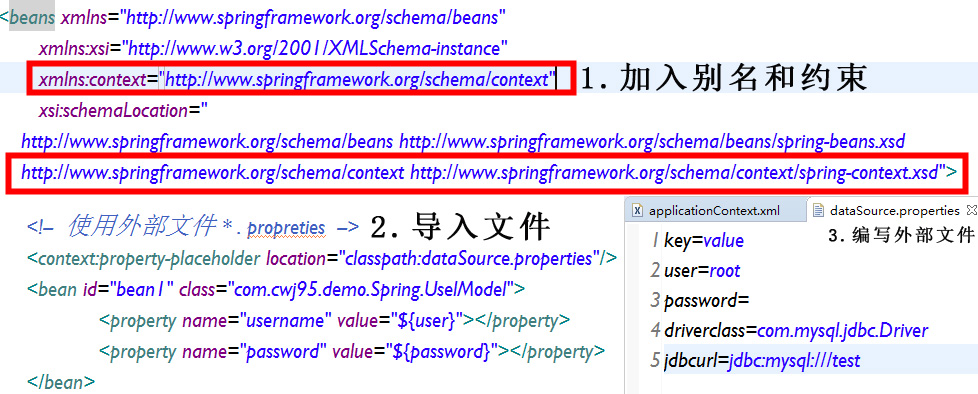 <beans xmlns="http://www.springframework.org/schema/beans"
xmlns:xsi="http://www.w3.org/2001/XMLSchema-instance"
xmlns:context="http://www.springframework.org/schema/context"
1.加入别名和约束
xsi:schemaLocation="
http://www.springframework.org/schema/beans http://www.springframework.org/schema/beans/spring-beans.xsd
http://www.springframework.org/schema/context http://www.springframework.org/schema/context/spring-context.xsd">
<!– 使用外部文件 *. propreties –>
2.导入文件
<context:property-placeholder location="classpath:dataSource.properties"/>
<bean id="bean1" class="com.cwj95.demo.Spring.UselModel">
<property name="username" value="${user}"></property>
<property name="password" value="${password}"></property>
</bean>
applicationContext.xml
dataSource.properties
3.编写外部文件
1 key=value
2 user=root
3 password=
4 driverclass=com.mysql.jdbc.Driver
5 jdbcurl=jdbc:mysql:///test